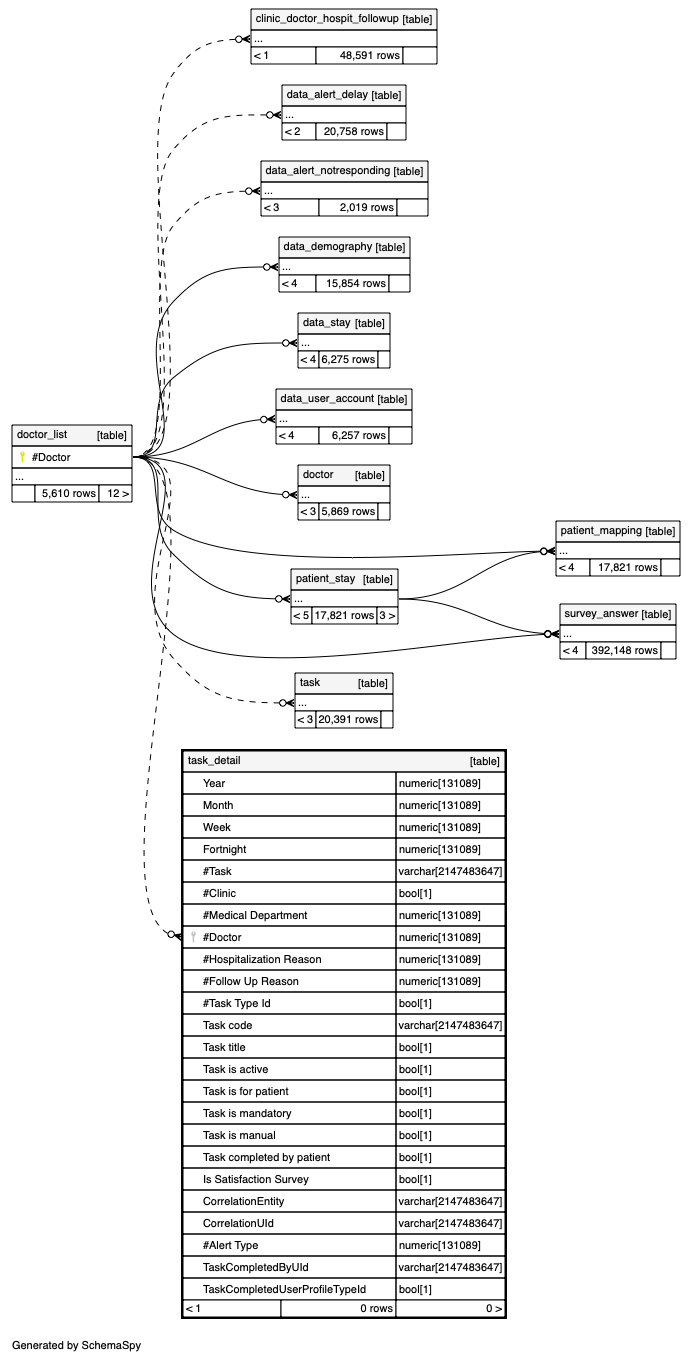 clinic_doctor_hospit_followup [table]
...
< 1 48,591 rows
data_alert_delay [table]
...
< 2 20,758 rows
data_alert_notresponding [table]
...
< 3 2,019 rows
data_demography [table]
...
< 4 15,854 rows
data_stay [table]
...
< 4 6,275 rows
data_user_account [table]
...
< 4 6,257 rows
doctor_list [table]
#Doctor
...
5,610 rows 12 >
doctor [table]
...
< 3 5,869 rows
patient_mapping [table]
...
< 4 17,821 rows
patient_stay [table]
...
< 5 17,821 rows 3 >
survey_answer [table]
...
< 4 392,148 rows
task [table]
...
< 3 20,391 rows
task_detail [table]
Year numeric[131089]
Month numeric[131089]
Week numeric[131089]
Fortnight numeric[131089]
#Task varchar[2147483647]
#Clinic bool[1]
#Medical Department numeric[131089]
#Doctor numeric[131089]
#Hospitalization Reason numeric[131089]
#Follow Up Reason numeric[131089]
#Task Type Id bool[1]
Task code varchar[2147483647]
Task title bool[1]
Task is active bool[1]
Task is for patient bool[1]
Task is mandatory bool[1]
Task is manual bool[1]
Task completed by patient bool[1]
Is Satisfaction Survey bool[1]
CorrelationEntity varchar[2147483647]
CorrelationUId varchar[2147483647]
#Alert Type numeric[131089]
TaskCompletedByUId varchar[2147483647]
TaskCompletedUserProfileTypeId bool[1]
< 1 0 rows 0 >
Generated by SchemaSpy